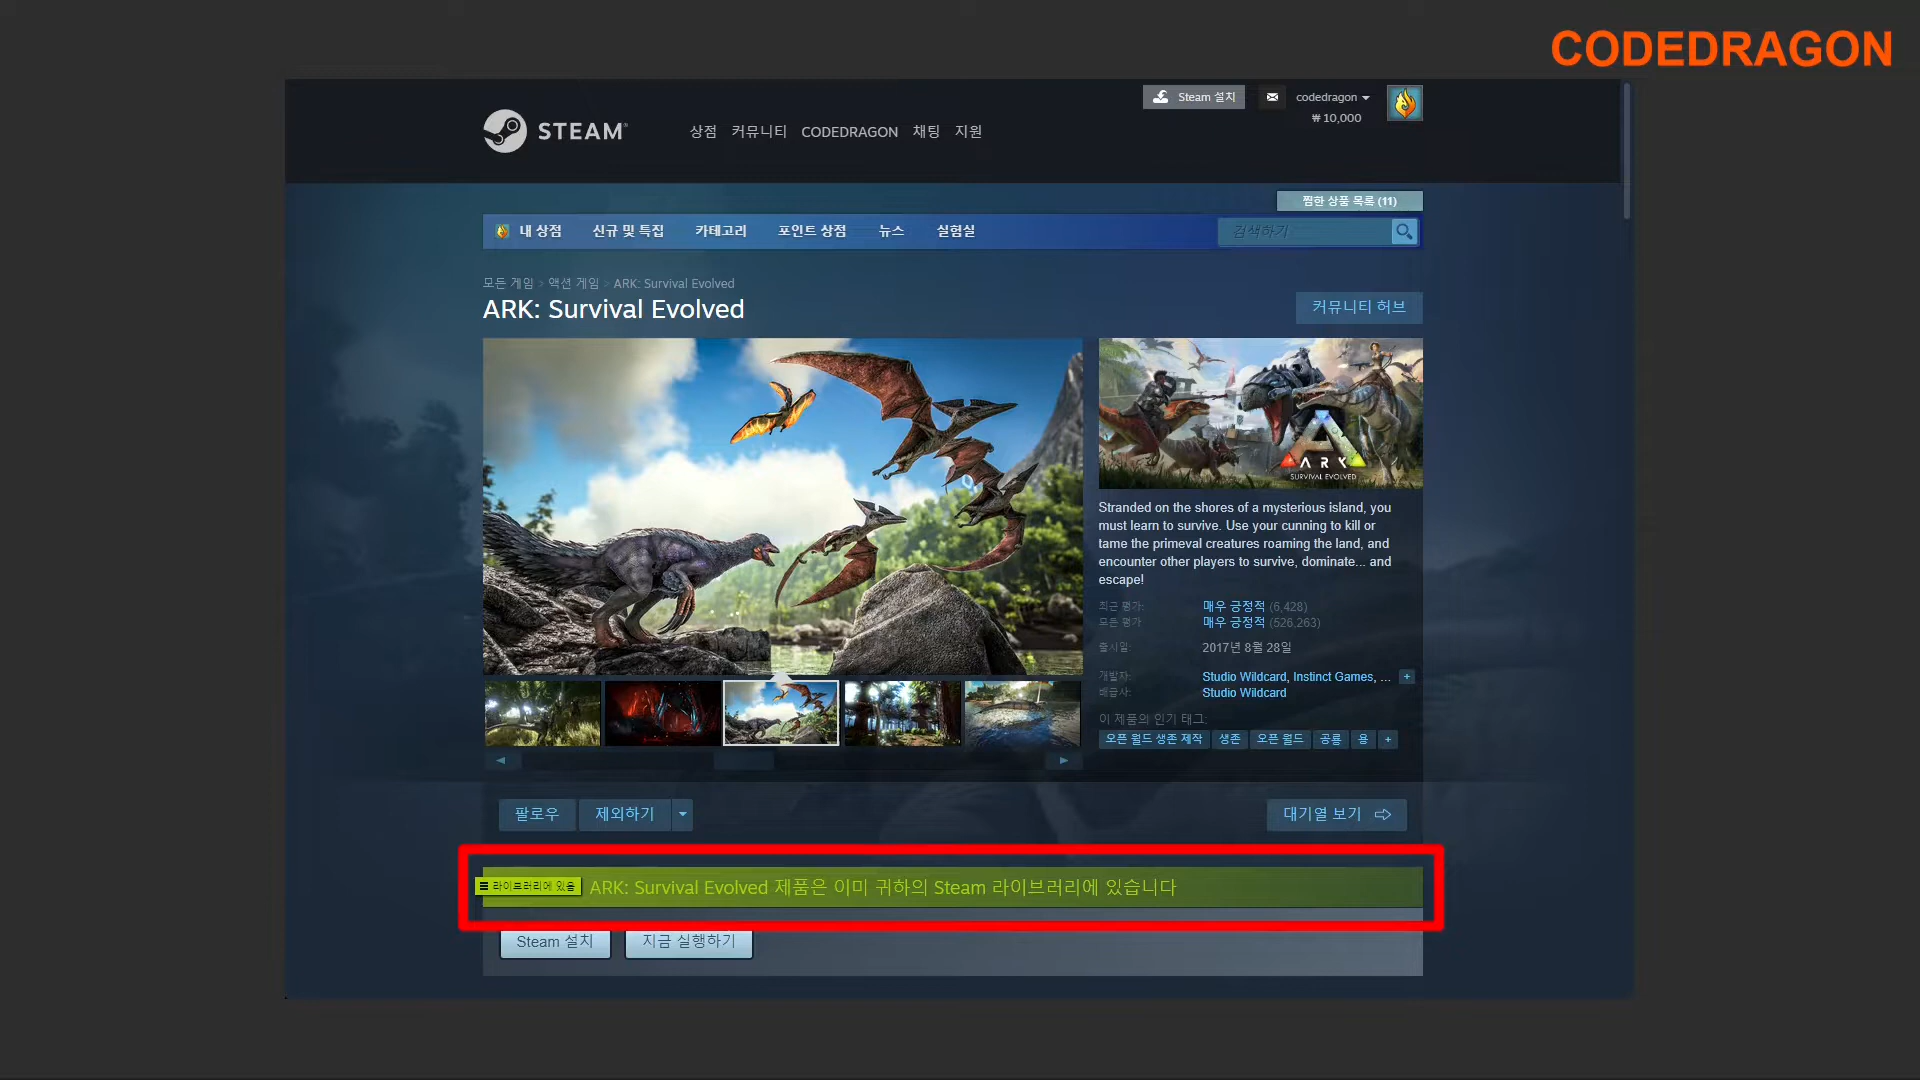 CODEDRAGON
Steam 설치
codedragon
₩ 10,000
STEAM
상점 커뮤니티 CODEDRAGON 채팅 지원
찜한 상품 목록 (11)
내 상점 신규 및 특집 카테고리 포인트 상점 뉴스 실험실
검색하기
모든 게임 > 액션 게임 > ARK: Survival Evolved
ARK: Survival Evolved
커뮤니티 허브
ARK
SURVIVAL EVOLVED
Stranded on the shores of a mysterious island, you
must learn to survive. Use your cunning to kill or
tame the primeval creatures roaming the land, and
encounter other players to survive, dominate... and
escape!
최근 평가: 매우 긍정적 (6,428)
모든 평가: 매우 긍정적 (526,263)
출시일: 2017년 8월 28일
개발자: Studio Wildcard, Instinct Games, ... +
배급사: Studio Wildcard
이 제품의 인기 태그:
오픈 월드 생존 제작 생존 오픈 월드 공룡 용 +
팔로우 제외하기
대기열 보기
라이브러리에 있음 ARK: Survival Evolved 제품은 이미 귀하의 Steam 라이브러리에 있습니다
Steam 설치 지금 실행하기